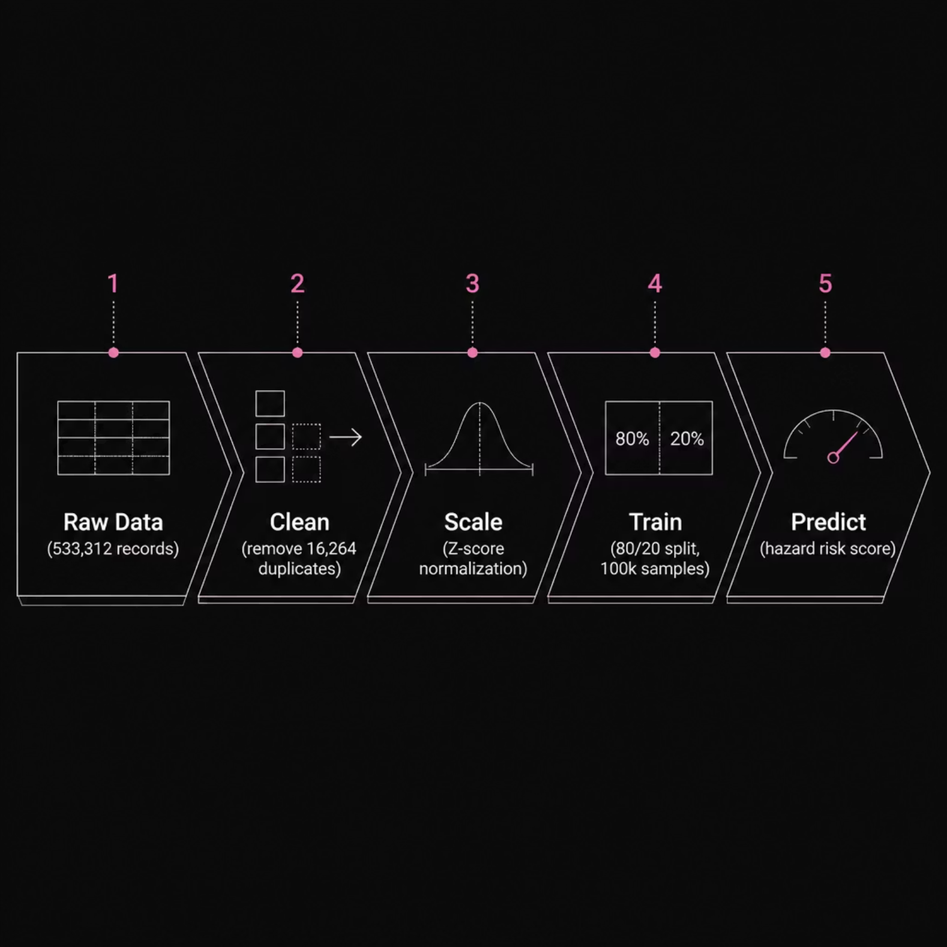 1
2
3
4
5
80%
20%
Raw Data
(533,312 records)
Clean
(remove 16,264
duplicates)
Scale
(Z-score
normalization)
Train
(80/20 split,
100k samples)
Predict
(hazard risk score)